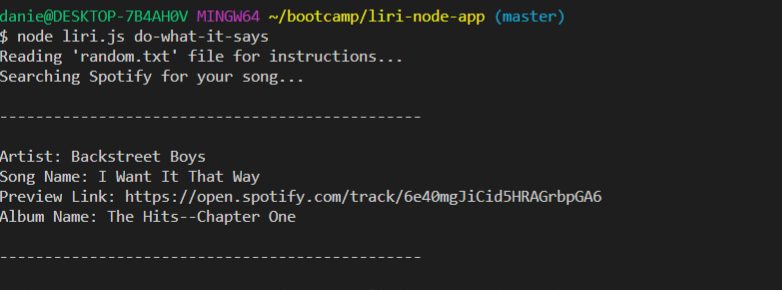 danie@DESKTOP-7B4AH0V MINGW64 ~/bootcamp/liri-node-app (master)
$ node liri.js do-what-it-says
Reading 'random.txt' file for instructions...
Searching Spotify for your song...
-----------------------------------------------
Artist: Backstreet Boys
Song Name: I Want It That Way
Preview Link: https://open.spotify.com/track/6e40mgJiCid5HRAGrbpGA6
Album Name: The Hits--Chapter One
-----------------------------------------------